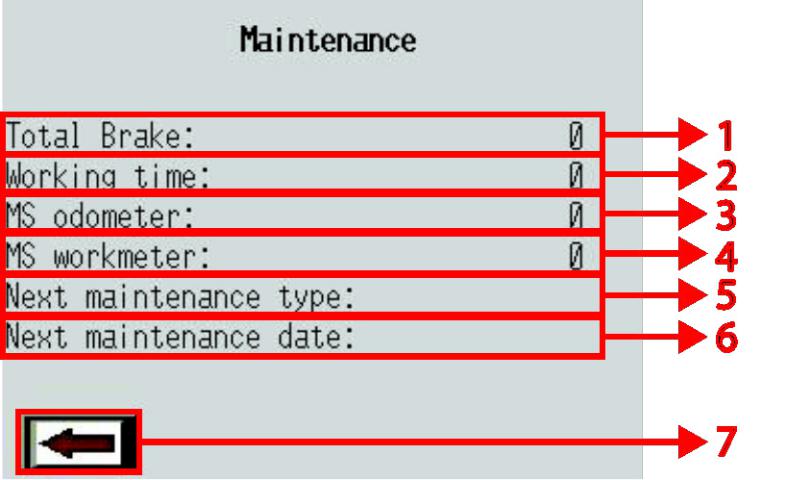 Maintenance
Total Brake: 0 1
Working time: 0 2
MS odometer: 0 3
MS workmeter: 0 4
Next maintenance type: 5
Next maintenance date: 6
7